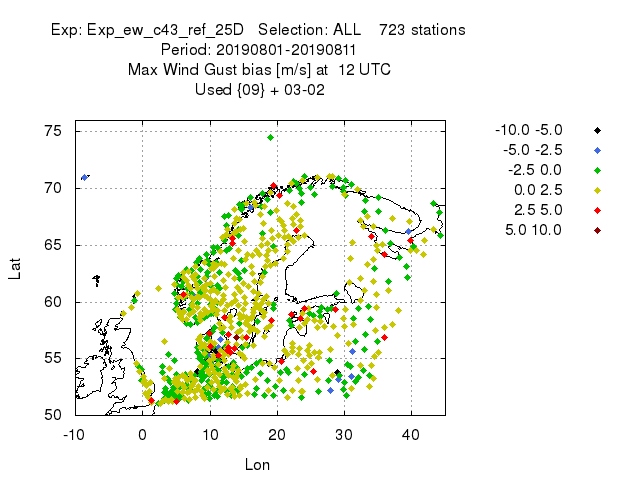 Exp: Exp_ew_c43_ref_25D Selection: ALL 723 stations
Period: 20190801-20190811
Max Wind Gust bias [m/s] at 12 UTC
Used {09} + 03-02
-10.0 -5.0
-5.0 -2.5
-2.5 0.0
0.0 2.5
2.5 5.0
5.0 10.0
Lat
75
70
65
60
55
50
-10 0 10 20 30 40
Lon